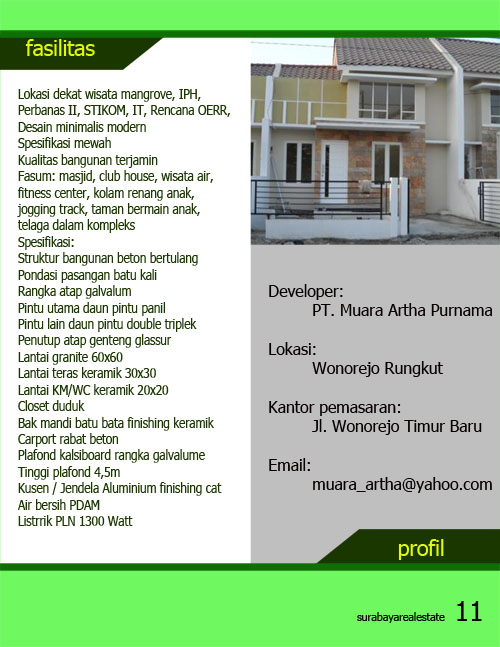 fasilitas
Lokasi dekat wisata mangrove, IPH,
Perbanas II, STIKOM, IT, Rencana OERR,
Desain minimalis modern
Spesifikasi mewah
Kualitas bangunan terjamin
Fasum: masjid, club house, wisata air,
fitness center, kolam renang anak,
jogging track, taman bermain anak,
telaga dalam kompleks
Spesifikasi:
Struktur bangunan beton bertulang
Pondasi pasangan batu kali
Rangka atap galvalum
Pintu utama daun pintu panil
Pintu lain daun pintu double triplek
Penutup atap genteng glassur
Lantai granite 60x60
Lantai teras keramik 30x30
Lantai KM/WC keramik 20x20
Closet duduk
Bak mandi batu bata finishing keramik
Carport rabat beton
Plafond kalsiboard rangka galvalume
Tinggi plafond 4,5m
Kusen / Jendela Aluminium finishing cat
Air bersih PDAM
Listrrik PLN 1300 Watt
Developer:
PT. Muara Artha Purnama
Lokasi:
Wonorejo Rungkut
Kantor pemasaran:
Jl. Wonorejo Timur Baru
Email:
muara_artha@yahoo.com
profil
surabayarealestate 11